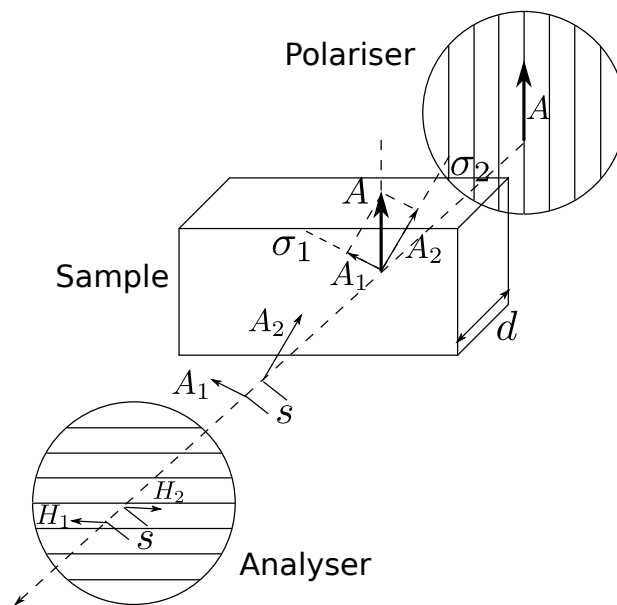 Polariser
A
σ₂
A
σ₁
A₂
A₁
Sample
A₂
d
A₁
s
H₂
H₁
s
Analyser